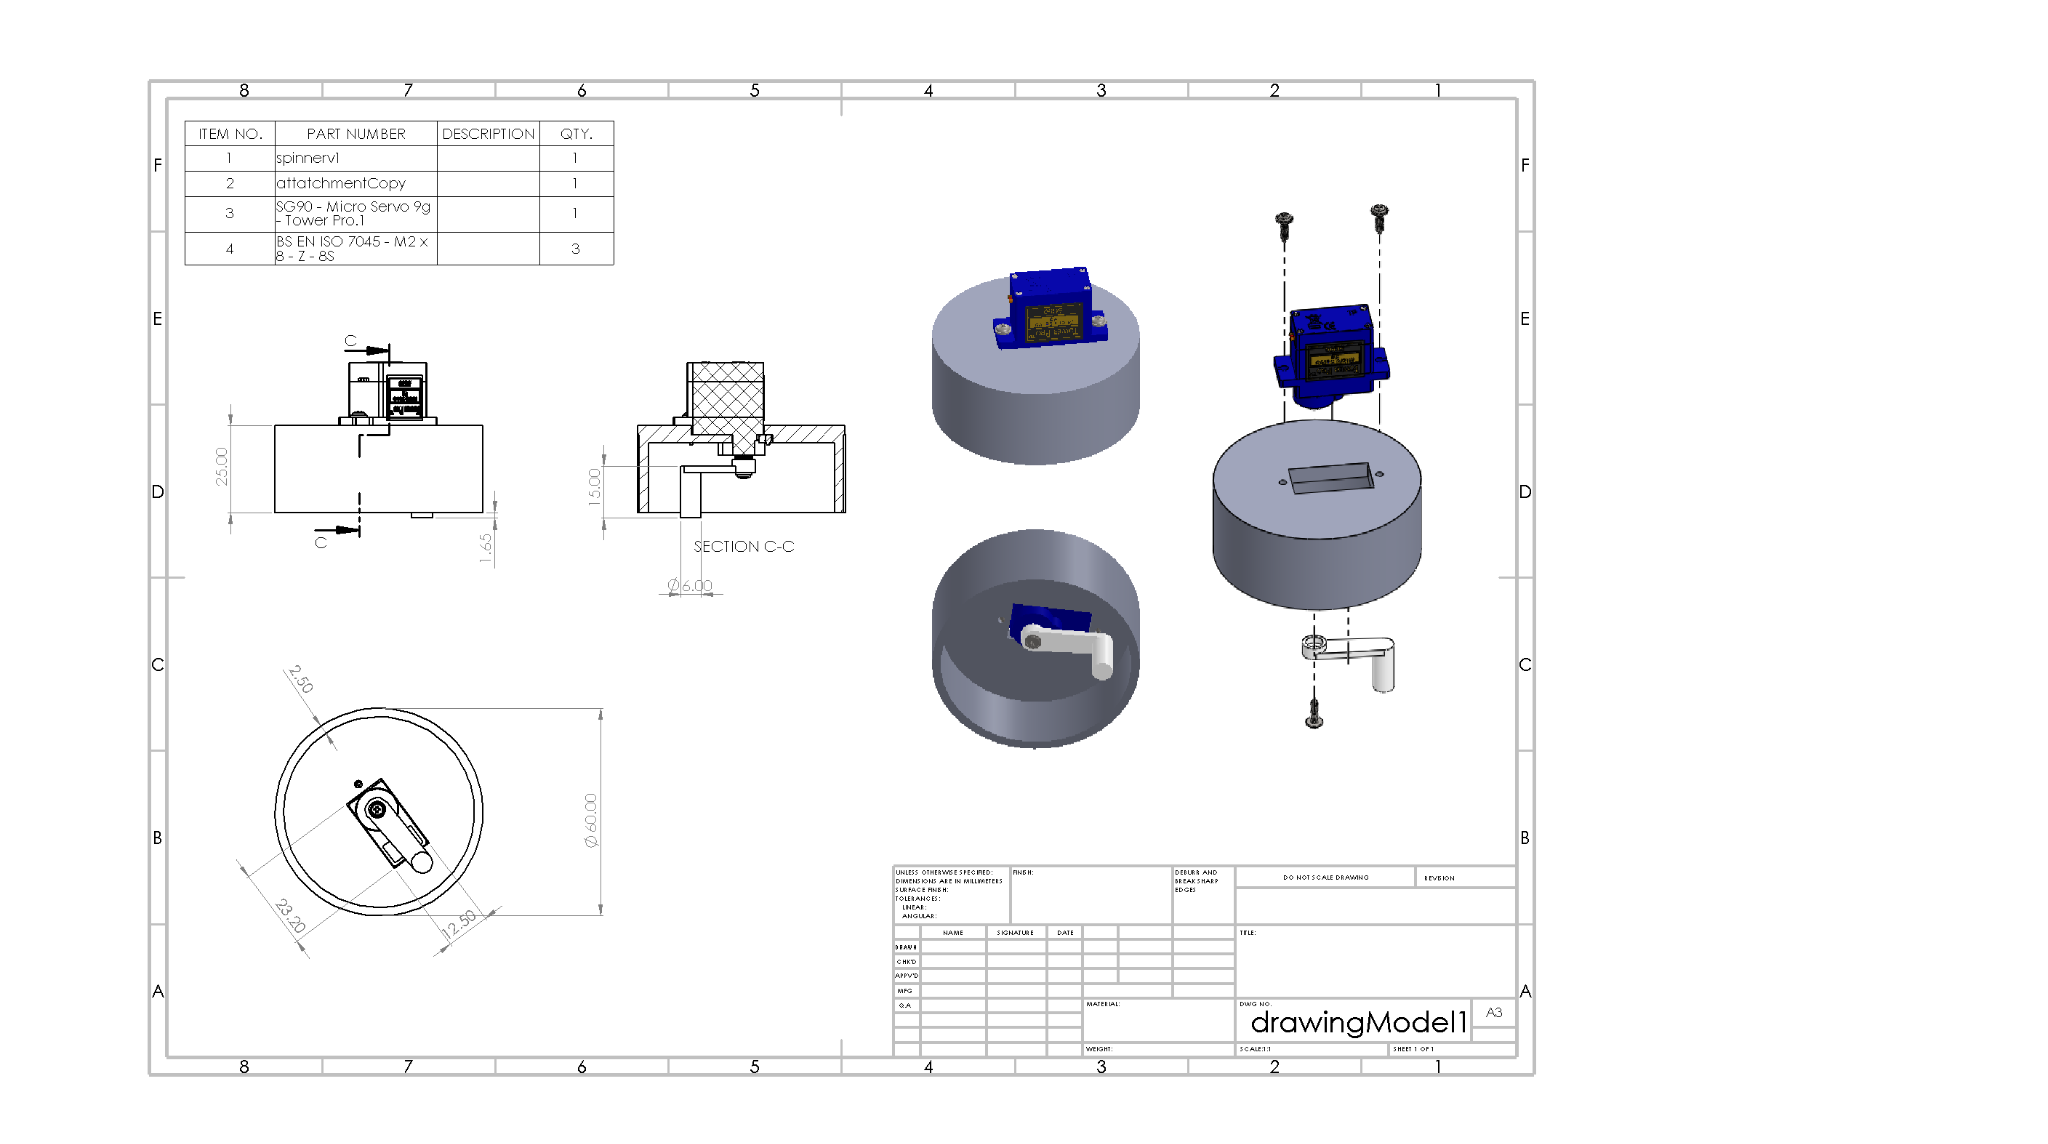 8 7 6 5 4 3 2 1
F F
E E
D D
C C
B B
A A
ITEM NO. PART NUMBER DESCRIPTION QTY.
1 spinnerv1 1
2 attatchmentCopy 1
3 SG90 - Micro Servo 9g
- Tower Pro.1 1
4 BS EN ISO 7045 - M2 x
8 - Z - 8S 3
C
25.00
C
1.65
15.00
SECTION C-C
Ø6.00
2.50
Ø60.00
23.20
12.50
UNLESS OTHERWISE SPECIFIED:
DIMENSIONS ARE IN MILLIMETERS
SURFACE FINISH:
TOLERANCES:
LINEAR:
ANGULAR:
FINISH:
DEBURR AND
BREAK SHARP
EDGES
DO NOT SCALE DRAWING
REVISION
NAME SIGNATURE DATE
DRAWN
CHK'D
APPV'D
MFG
Q.A
TITLE:
MATERIAL:
DWG NO.
drawingModel1
A3
WEIGHT:
SCALE:1:1
SHEET 1 OF 1
8 7 6 5 4 3 2 1